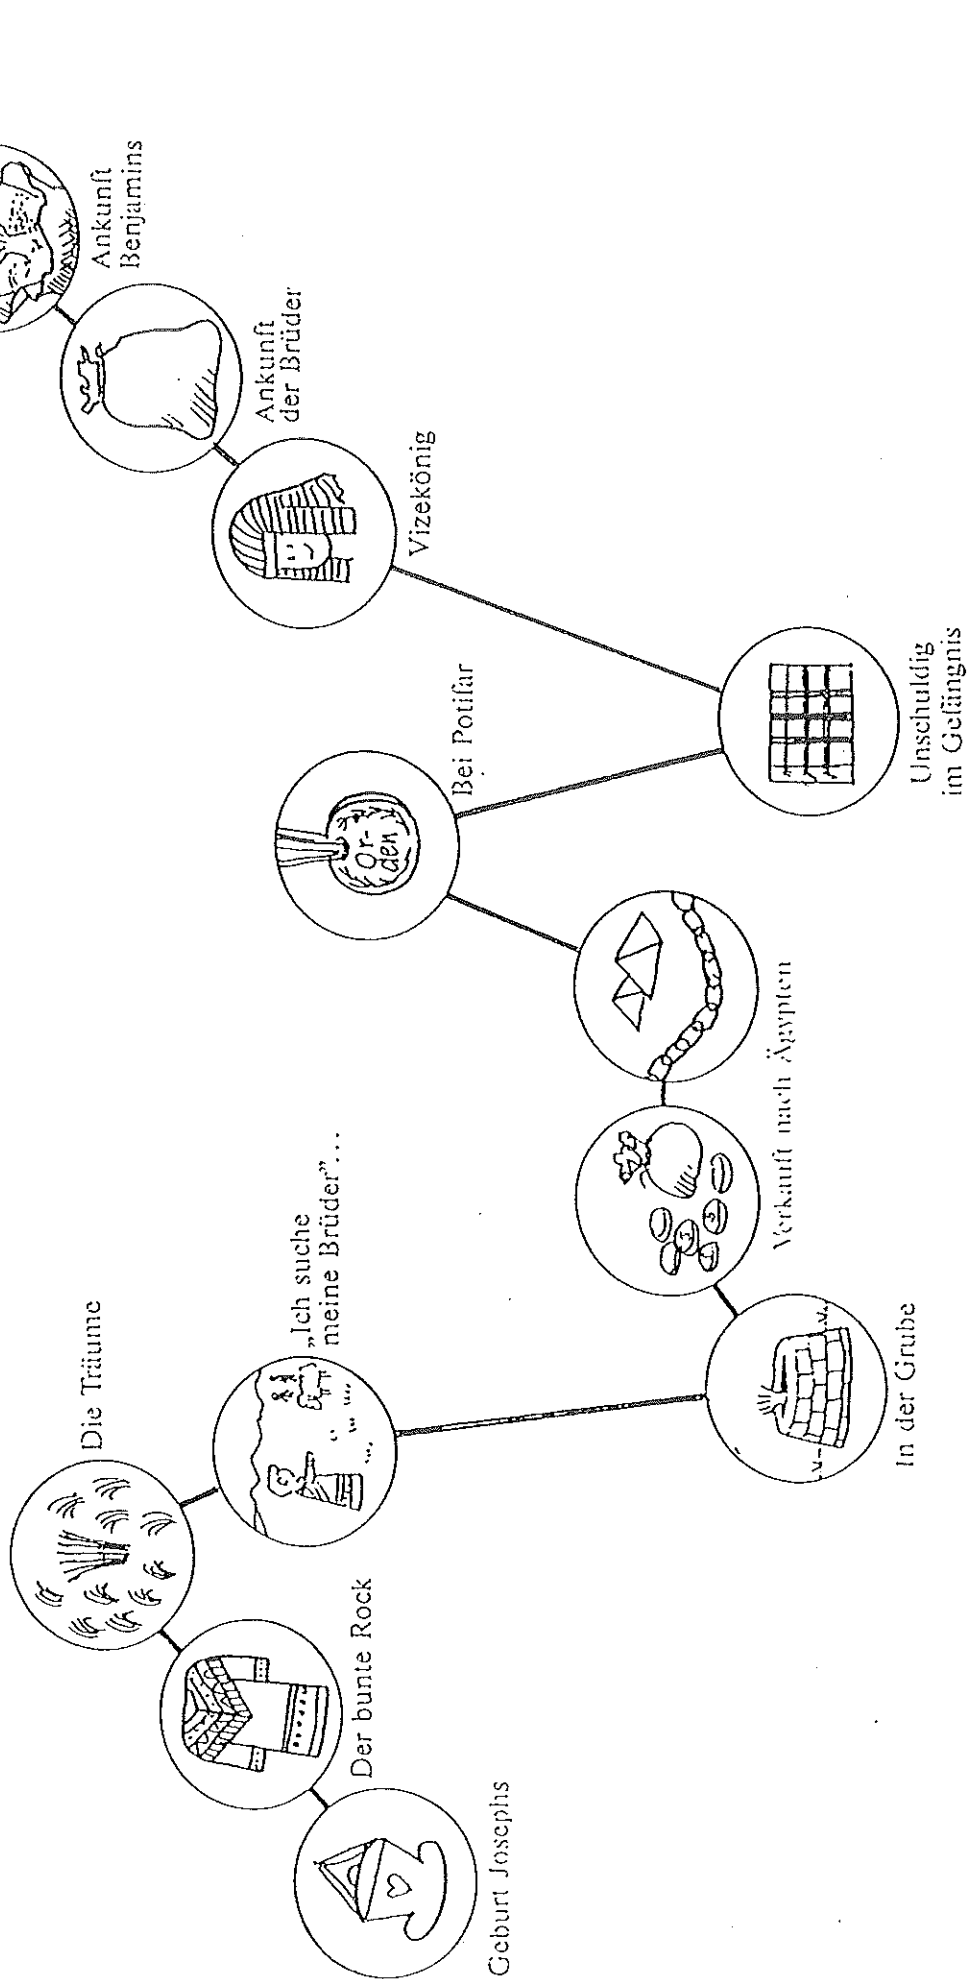 Geburt Josephs
Der bunte Rock
Die Träume
„Ich suche
meine Brüder”...
In der Grube
Verkauft nach Ägypten
Or-
den
Bei Potifar
Unschuldig
im Gefängnis
Vizekönig
Ankunft
der Brüder
Ankunft
Benjamins